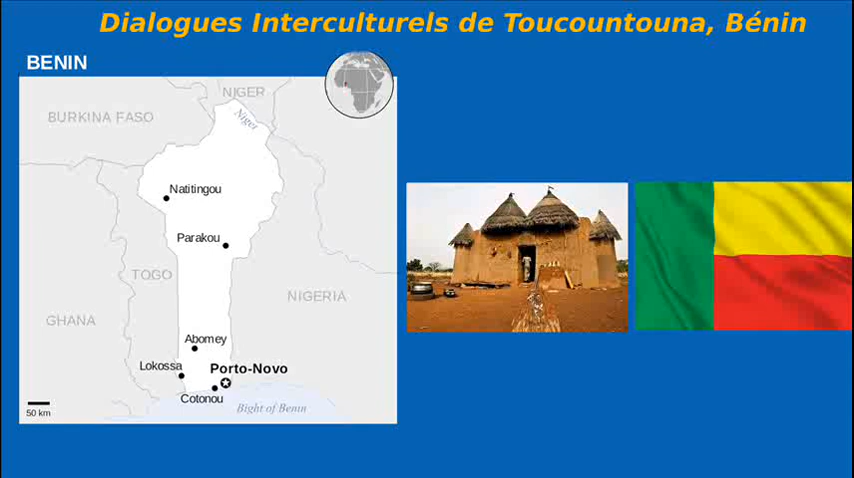 Dialogues Interculturels de Toucountouna, Bénin
BENIN
NIGER
BURKINA FASO
Niger
Natitingou
Parakou
TOGO
NIGERIA
GHANA
Abomey
Lokossa
Porto-Novo
Cotonou
Bight of Benin
50 km